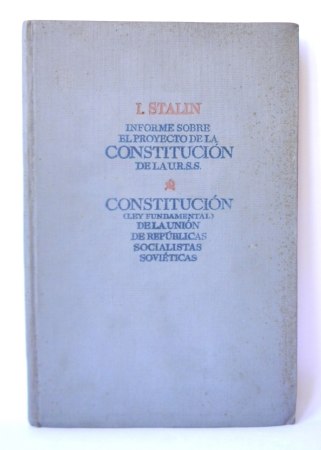 I. STALIN
INFORME SOBRE
EL PROYECTO DE LA
CONSTITUCIÓN
DE LA U.R.S.S.
CONSTITUCIÓN
(LEY FUNDAMENTAL)
DE LA UNIÓN
DE REPÚBLICAS
SOCIALISTAS
SOVIÉTICAS